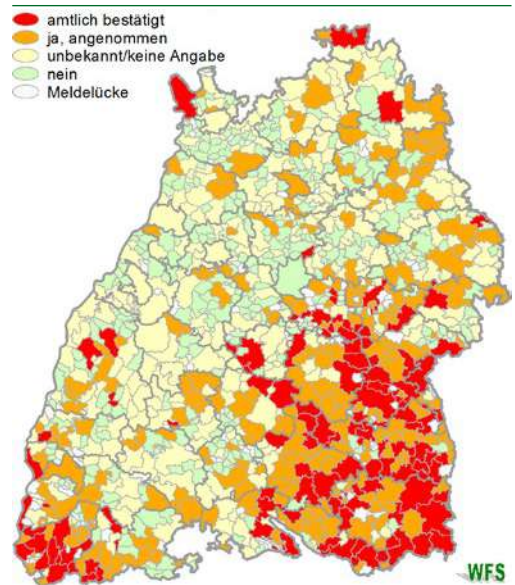 amtlich bestätigt
ja, angenommen
unbekannt/keine Angabe
nein
Meldelücke
WFS